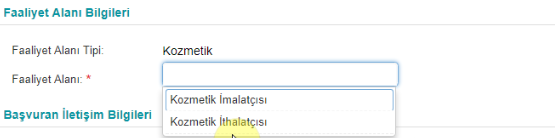 Faaliyet Alanı Bilgileri
Faaliyet Alanı Tipi: Kozmetik
Faaliyet Alanı: *
Kozmetik İmalatçısı
Kozmetik İthalatçısı
Başvuran İletişim Bilgileri